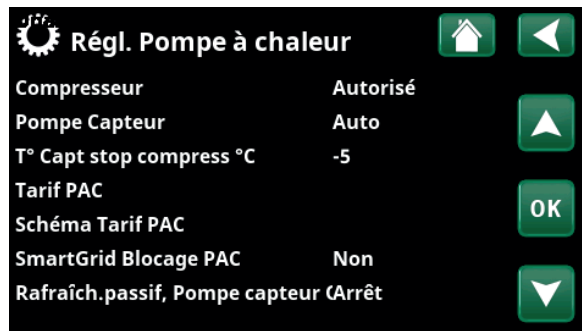 Régl. Pompe à chaleur
Compresseur Autorisé
Pompe Capteur Auto
T° Capt stop compress °C -5
Tarif PAC
Schéma Tarif PAC
OK
SmartGrid Blocage PAC Non
Rafraîch.passif, Pompe capteur (Arrêt